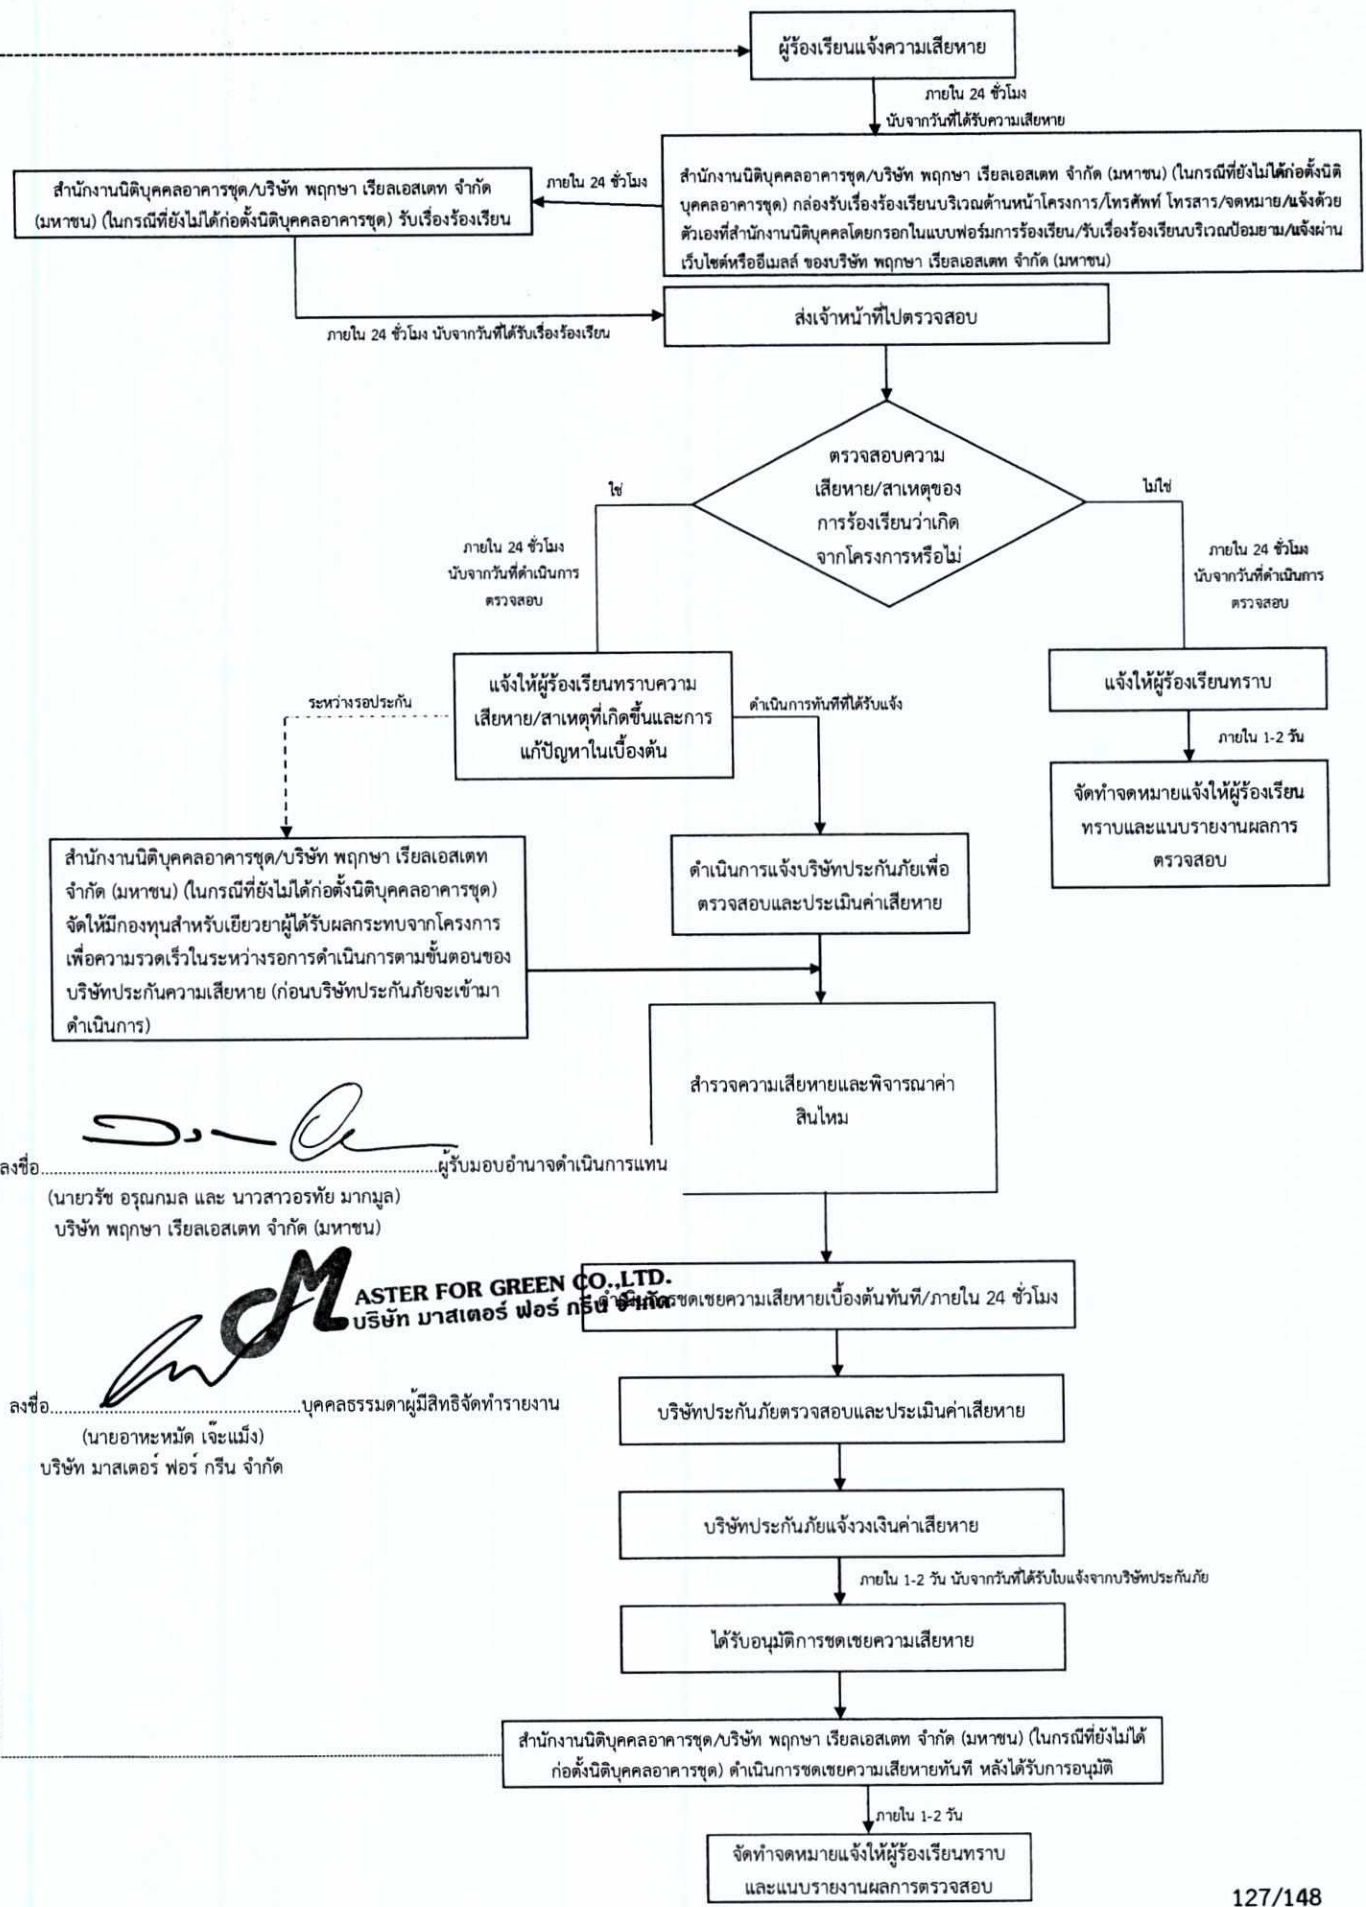 ผู้ร้องเรียนแจ้งความเสียหาย
ภายใน 24 ชั่วโมง
นับจากวันที่ได้รับความเสียหาย
สำนักงานนิติบุคคลอาคารชุด/บริษัท พฤกษา เรียลเอสเตท จำกัด (มหาชน) (ในกรณีที่ยังไม่ได้ก่อตั้งนิติ
บุคคลอาคารชุด) กล่องรับเรื่องร้องเรียนบริเวณด้านหน้าโครงการ/โทรศัพท์ โทรสาร/จดหมาย/แจ้งด้วย
ตัวเองที่สำนักงานนิติบุคคลโดยกรอกในแบบฟอร์มการร้องเรียน/รับเรื่องร้องเรียนบริเวณป้อมยาม/แจ้งผ่าน
เว็บไซต์หรืออีเมลล์ ของบริษัท พฤกษา เรียลเอสเตท จำกัด (มหาชน)
ภายใน 24 ชั่วโมง
สำนักงานนิติบุคคลอาคารชุด/บริษัท พฤกษา เรียลเอสเตท จำกัด
(มหาชน) (ในกรณีที่ยังไม่ได้ก่อตั้งนิติบุคคลอาคารชุด) รับเรื่องร้องเรียน
ภายใน 24 ชั่วโมง นับจากวันที่ได้รับเรื่องร้องเรียน
ส่งเจ้าหน้าที่ไปตรวจสอบ
ตรวจสอบความ
เสียหาย/สาเหตุของ
การร้องเรียนว่าเกิด
จากโครงการหรือไม่
ใช่
ไม่ใช่
ภายใน 24 ชั่วโมง
นับจากวันที่ดำเนินการ
ตรวจสอบ
ภายใน 24 ชั่วโมง
นับจากวันที่ดำเนินการ
ตรวจสอบ
แจ้งให้ผู้ร้องเรียนทราบความ
เสียหาย/สาเหตุที่เกิดขึ้นและการ
แก้ปัญหาในเบื้องต้น
แจ้งให้ผู้ร้องเรียนทราบ
ระหว่างรอประกัน
ดำเนินการทันทีที่ได้รับแจ้ง
ภายใน 1-2 วัน
จัดทำจดหมายแจ้งให้ผู้ร้องเรียน
ทราบและแนบรายงานผลการ
ตรวจสอบ
สำนักงานนิติบุคคลอาคารชุด/บริษัท พฤกษา เรียลเอสเตท
จำกัด (มหาชน) (ในกรณีที่ยังไม่ได้ก่อตั้งนิติบุคคลอาคารชุด)
จัดให้มีกองทุนสำหรับเยียวยาผู้ได้รับผลกระทบจากโครงการ
เพื่อความรวดเร็วในระหว่างรอการดำเนินการตามขั้นตอนของ
บริษัทประกันความเสียหาย (ก่อนบริษัทประกันภัยจะเข้ามา
ดำเนินการ)
ดำเนินการแจ้งบริษัทประกันภัยเพื่อ
ตรวจสอบและประเมินค่าเสียหาย
สำรวจความเสียหายและพิจารณาค่า
สินไหม
ลงชื่อ..........ผู้รับมอบอำนาจดำเนินการแทน
(นายวรัช อรุณกมล และ นาวสาวอรทัย มากมูล)
บริษัท พฤกษา เรียลเอสเตท จำกัด (มหาชน)
MASTER FOR GREEN CO.,LTD.
บริษัท มาสเตอร์ ฟอร์ กรีน จำกัด
ดำเนินการชดเชยความเสียหายเบื้องต้นทันที/ภายใน 24 ชั่วโมง
ลงชื่อ..........บุคคลธรรมดาผู้มีสิทธิจัดทำรายงาน
(นายอาหะหมัด เจ๊ะแม็ง)
บริษัท มาสเตอร์ ฟอร์ กรีน จำกัด
บริษัทประกันภัยตรวจสอบและประเมินค่าเสียหาย
บริษัทประกันภัยแจ้งวงเงินค่าเสียหาย
ภายใน 1-2 วัน นับจากวันที่ได้รับใบแจ้งจากบริษัทประกันภัย
ได้รับอนุมัติการชดเชยความเสียหาย
สำนักงานนิติบุคคลอาคารชุด/บริษัท พฤกษา เรียลเอสเตท จำกัด (มหาชน) (ในกรณีที่ยังไม่ได้
ก่อตั้งนิติบุคคลอาคารชุด) ดำเนินการชดเชยความเสียหายทันที หลังได้รับการอนุมัติ
ภายใน 1-2 วัน
จัดทำจดหมายแจ้งให้ผู้ร้องเรียนทราบ
และแนบรายงานผลการตรวจสอบ
127/148